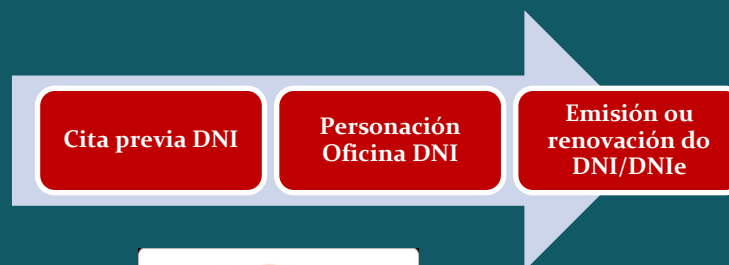 Cita previa DNI
Personación
Oficina DNI
Emisión ou
renovación do
DNI/DNIe